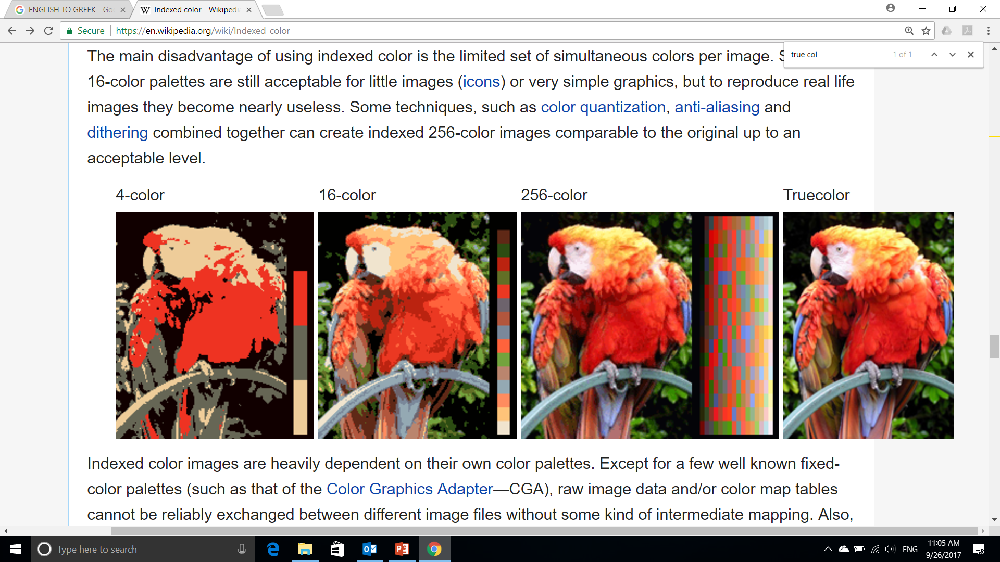 ENGLISH TO GREEK - Goo
Indexed color - Wikipedia
Secure
https://en.wikipedia.org/wiki/Indexed_color
true col
1 of 1
The main disadvantage of using indexed color is the limited set of simultaneous colors per image. S
16-color palettes are still acceptable for little images (icons) or very simple graphics, but to reproduce real life
images they become nearly useless. Some techniques, such as color quantization, anti-aliasing and
dithering combined together can create indexed 256-color images comparable to the original up to an
acceptable level.
4-color 16-color 256-color Truecolor
Indexed color images are heavily dependent on their own color palettes. Except for a few well known fixed-
color palettes (such as that of the Color Graphics Adapter—CGA), raw image data and/or color map tables
cannot be reliably exchanged between different image files without some kind of intermediate mapping. Also,
Type here to search
ENG
11:05 AM
9/26/2017